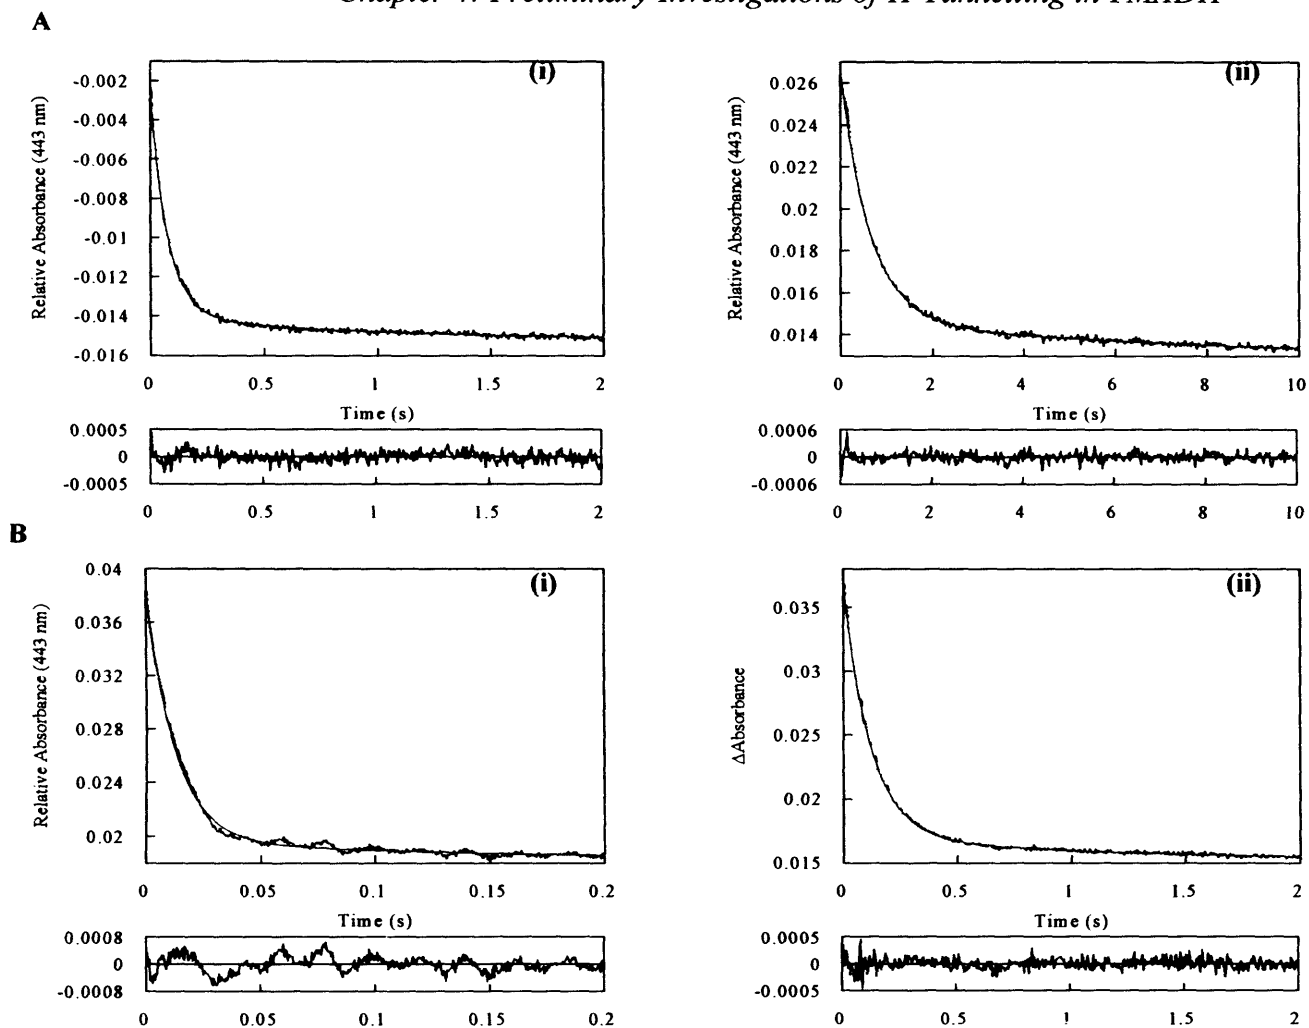 Chapter 4: Preliminary Investigations of H Tunnelling in TMADH
A
(i)
Relative Absorbance (443 nm)
-0.002
-0.004
-0.006
-0.008
-0.01
-0.012
-0.014
-0.016
0 0.5 1 1.5 2
Time (s)
0.0005
0
-0.0005
0 0.5 1 1.5 2
(ii)
Relative Absorbance (443 nm)
0.026
0.024
0.022
0.02
0.018
0.016
0.014
0 2 4 6 8 10
Time (s)
0.0006
0
-0.0006
0 2 4 6 8 10
B
(i)
Relative Absorbance (443 nm)
0.04
0.036
0.032
0.028
0.024
0.02
0 0.05 0.1 0.15 0.2
Time (s)
0.0008
0
-0.0008
0 0.05 0.1 0.15 0.2
(ii)
ΔAbsorbance
0.035
0.03
0.025
0.02
0.015
0 0.5 1 1.5 2
Time (s)
0.0005
0
-0.0005
0 0.5 1 1.5 2